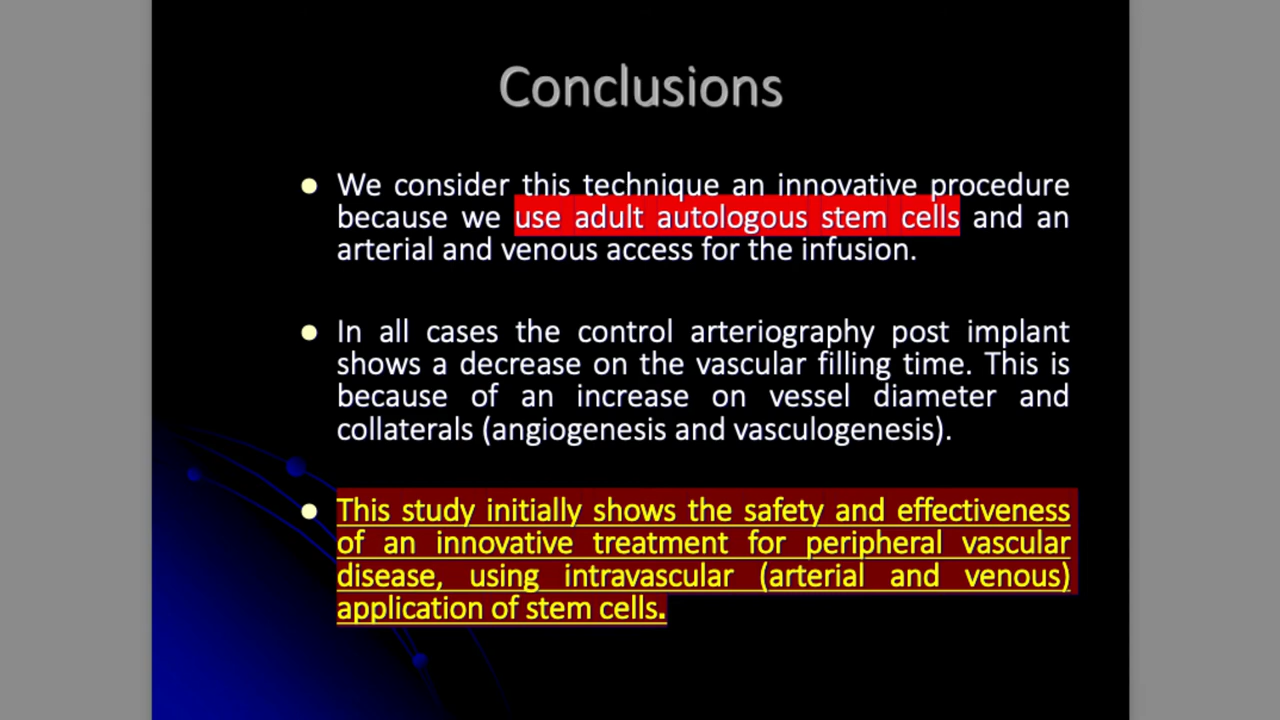 Conclusions
We consider this technique an innovative procedure
because we use adult autologous stem cells and an
arterial and venous access for the infusion.
In all cases the control arteriography post implant
shows a decrease on the vascular filling time. This is
because of an increase on vessel diameter and
collaterals (angiogenesis and vasculogenesis).
This study initially shows the safety and effectiveness
of an innovative treatment for peripheral vascular
disease, using intravascular (arterial and venous)
application of stem cells.